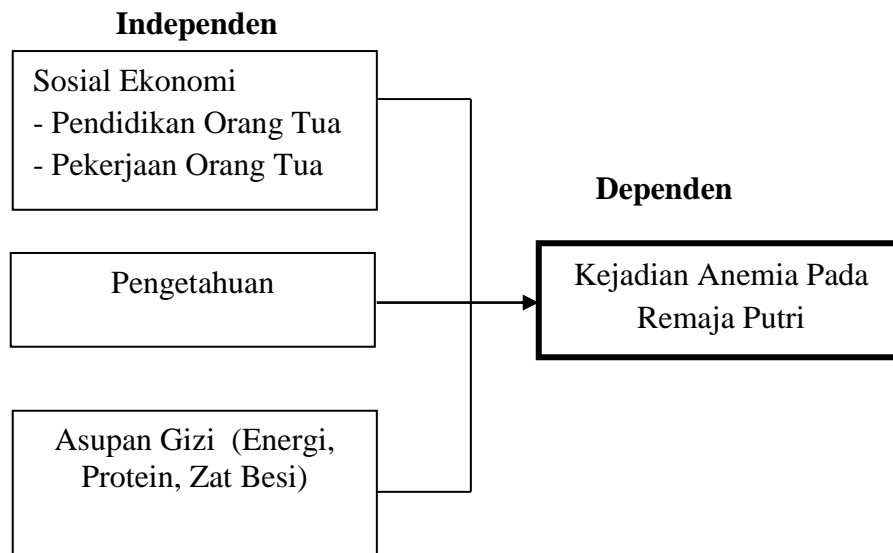 Independen
Sosial Ekonomi
- Pendidikan Orang Tua
- Pekerjaan Orang Tua
Dependen
Pengetahuan
Kejadian Anemia Pada
Remaja Putri
Asupan Gizi (Energi,
Protein, Zat Besi)